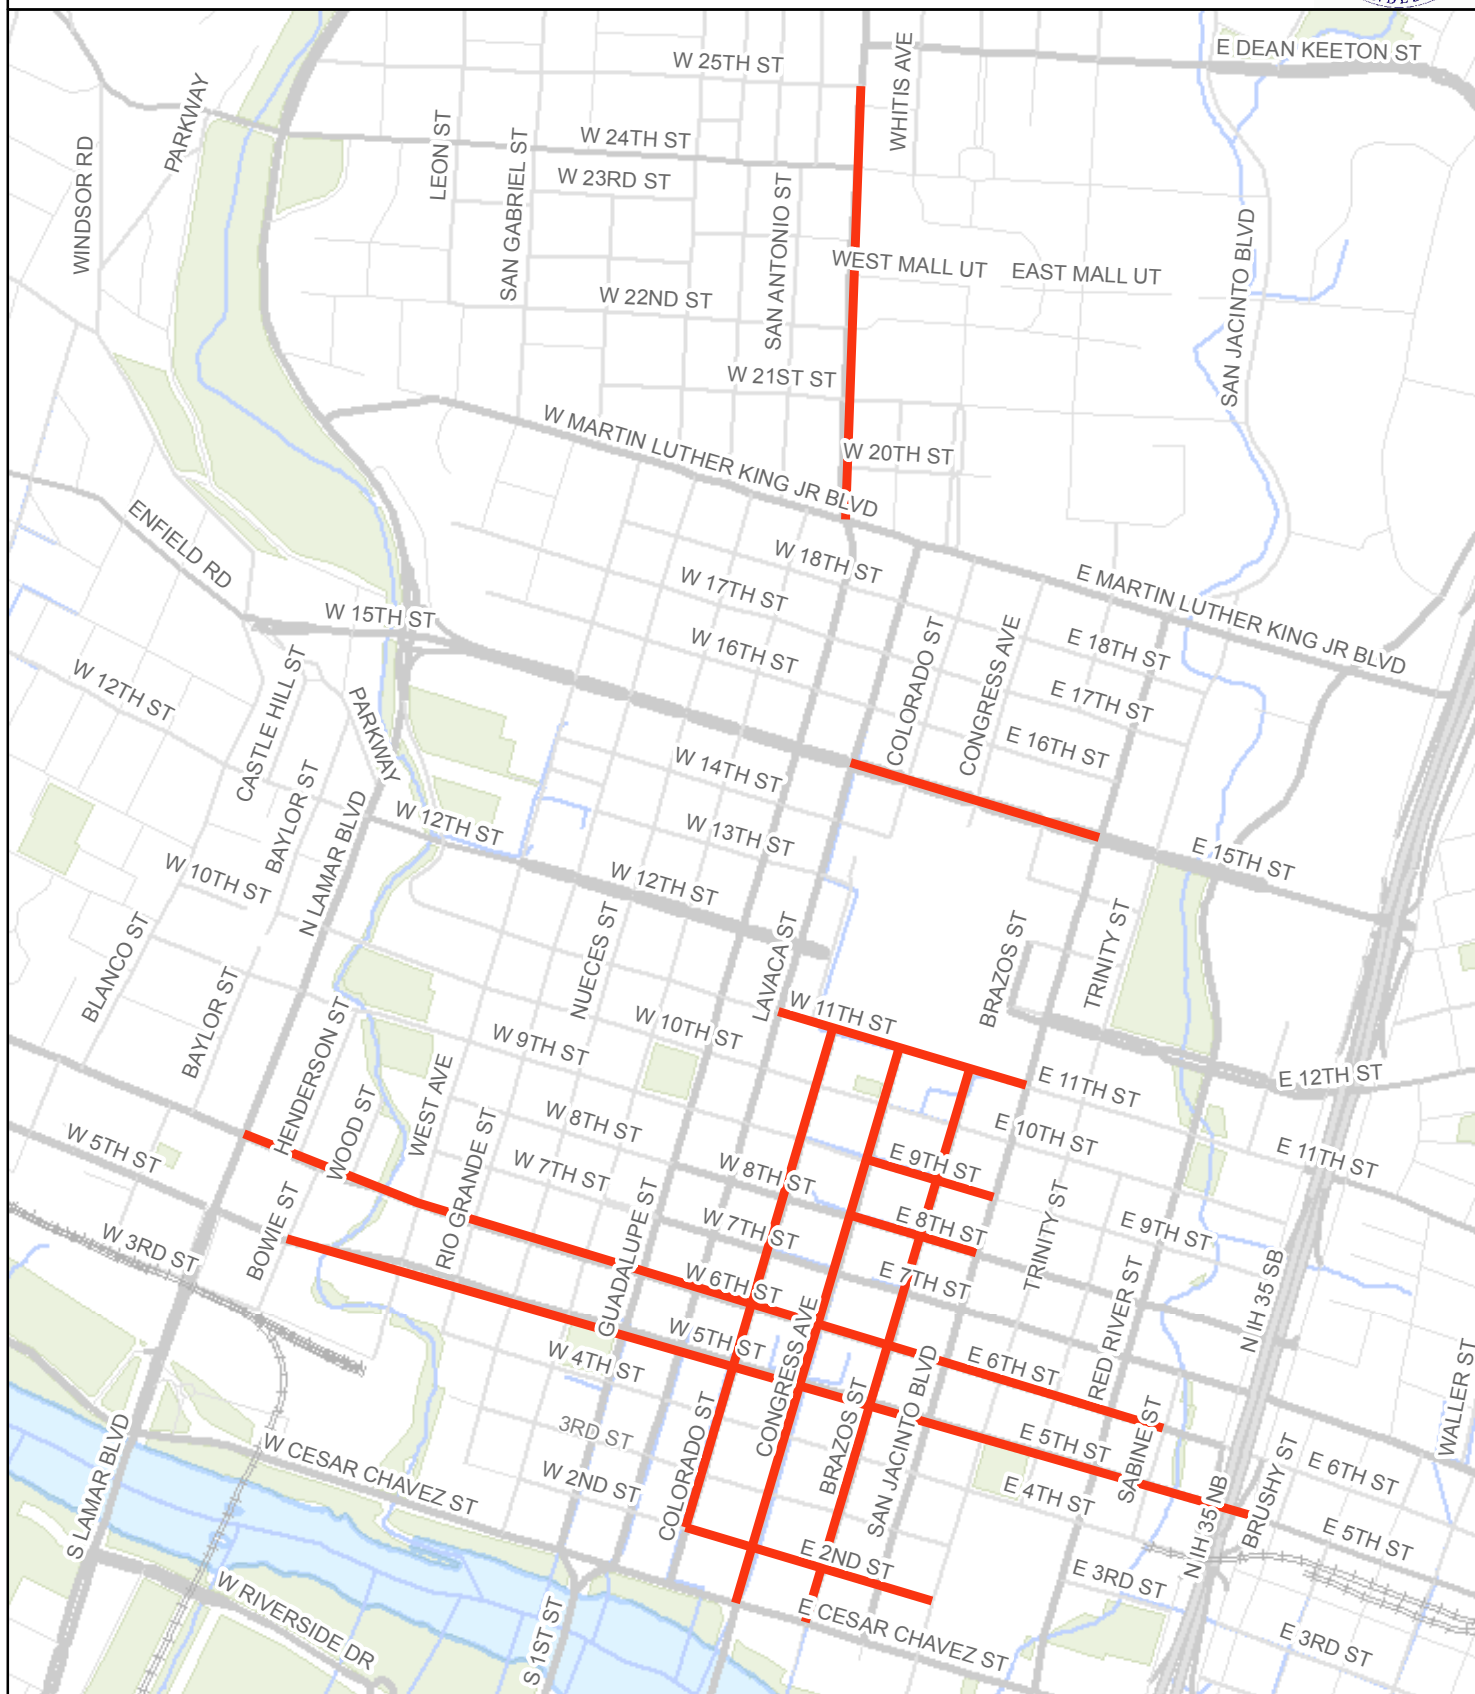 W 25TH ST
WHITIS AVE
E DEAN KEETON ST
PARKWAY
WINDSOR RD
LEON ST
SAN GABRIEL ST
W 24TH ST
W 23RD ST
SAN ANTONIO ST
WEST MALL UT
EAST MALL UT
SAN JACINTO BLVD
W 22ND ST
W 21ST ST
W MARTIN LUTHER KING JR BLVD
W 20TH ST
ENFIELD RD
W 18TH ST
W 17TH ST
E MARTIN LUTHER KING JR BLVD
W 15TH ST
W 16TH ST
COLORADO ST
CONGRESS AVE
E 18TH ST
E 17TH ST
E 16TH ST
W 12TH ST
CASTLE HILL ST
PARKWAY
BAYLOR ST
N LAMAR BLVD
W 14TH ST
W 12TH ST
W 13TH ST
E 15TH ST
W 10TH ST
W 12TH ST
BLANCO ST
BAYLOR ST
NUECES ST
LAVACA ST
BRAZOS ST
TRINITY ST
W 11TH ST
W 10TH ST
W 9TH ST
HENDERSON ST
WOOD ST
WEST AVE
E 11TH ST
E 12TH ST
W 5TH ST
W 8TH ST
E 10TH ST
E 11TH ST
RIO GRANDE ST
W 7TH ST
W 8TH ST
E 9TH ST
BOWIE ST
W 3RD ST
GUADALUPE ST
W 7TH ST
E 8TH ST
TRINITY ST
E 9TH ST
W 6TH ST
E 7TH ST
RED RIVER ST
N IH 35 SB
W 5TH ST
CONGRESS AVE
W 4TH ST
E 6TH ST
WALLER ST
3RD ST
COLORADO ST
BRAZOS ST
SAN JACINTO BLVD
E 5TH ST
SABINE ST
S LAMAR BLVD
W CESAR CHAVEZ ST
W 2ND ST
E 4TH ST
N IH 35 NB
BRUSHY ST
E 6TH ST
E 5TH ST
E 2ND ST
E 3RD ST
W RIVERSIDE DR
S 1ST ST
E CESAR CHAVEZ ST
E 3RD ST